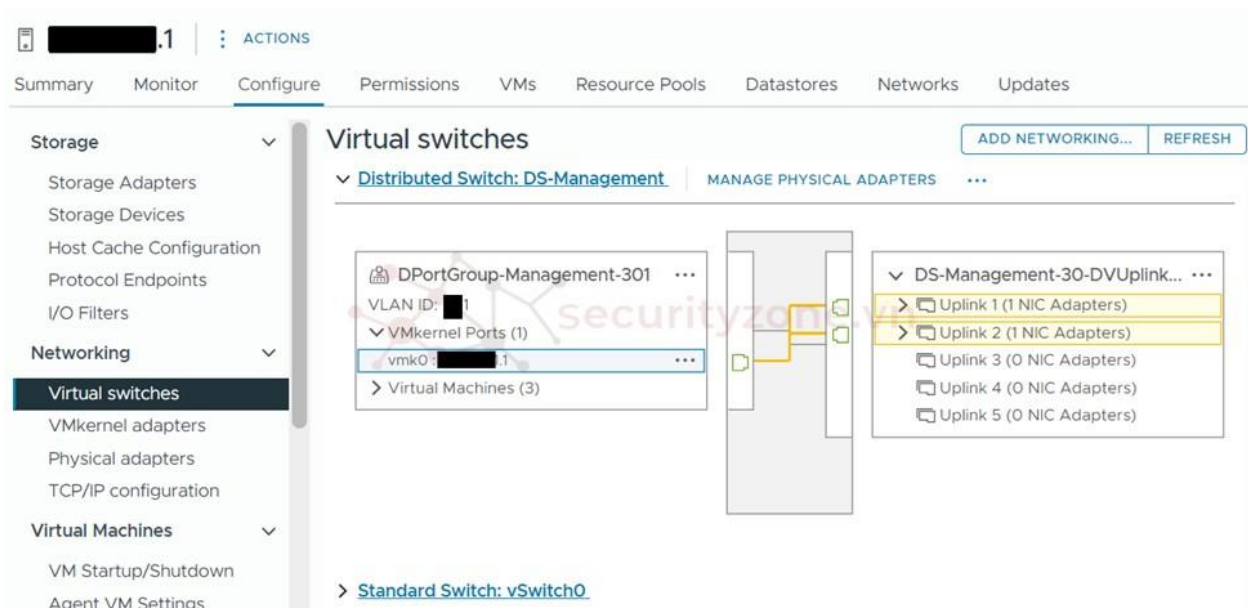 .1 ACTIONS
Summary Monitor Configure Permissions VMs Resource Pools Datastores Networks Updates
Storage
Storage Adapters
Storage Devices
Host Cache Configuration
Protocol Endpoints
I/O Filters
Networking
Virtual switches
VMkernel adapters
Physical adapters
TCP/IP configuration
Virtual Machines
VM Startup/Shutdown
Agent VM Settings
Virtual switches
ADD NETWORKING... REFRESH
Distributed Switch: DS-Management MANAGE PHYSICAL ADAPTERS ...
DPortGroup-Management-301 ...
VLAN ID: 1
VMkernel Ports (1)
vmk0 : .1 ...
Virtual Machines (3)
securityzone.vn
DS-Management-30-DVUplink... ...
Uplink 1 (1 NIC Adapters)
Uplink 2 (1 NIC Adapters)
Uplink 3 (0 NIC Adapters)
Uplink 4 (0 NIC Adapters)
Uplink 5 (0 NIC Adapters)
Standard Switch: vSwitch0